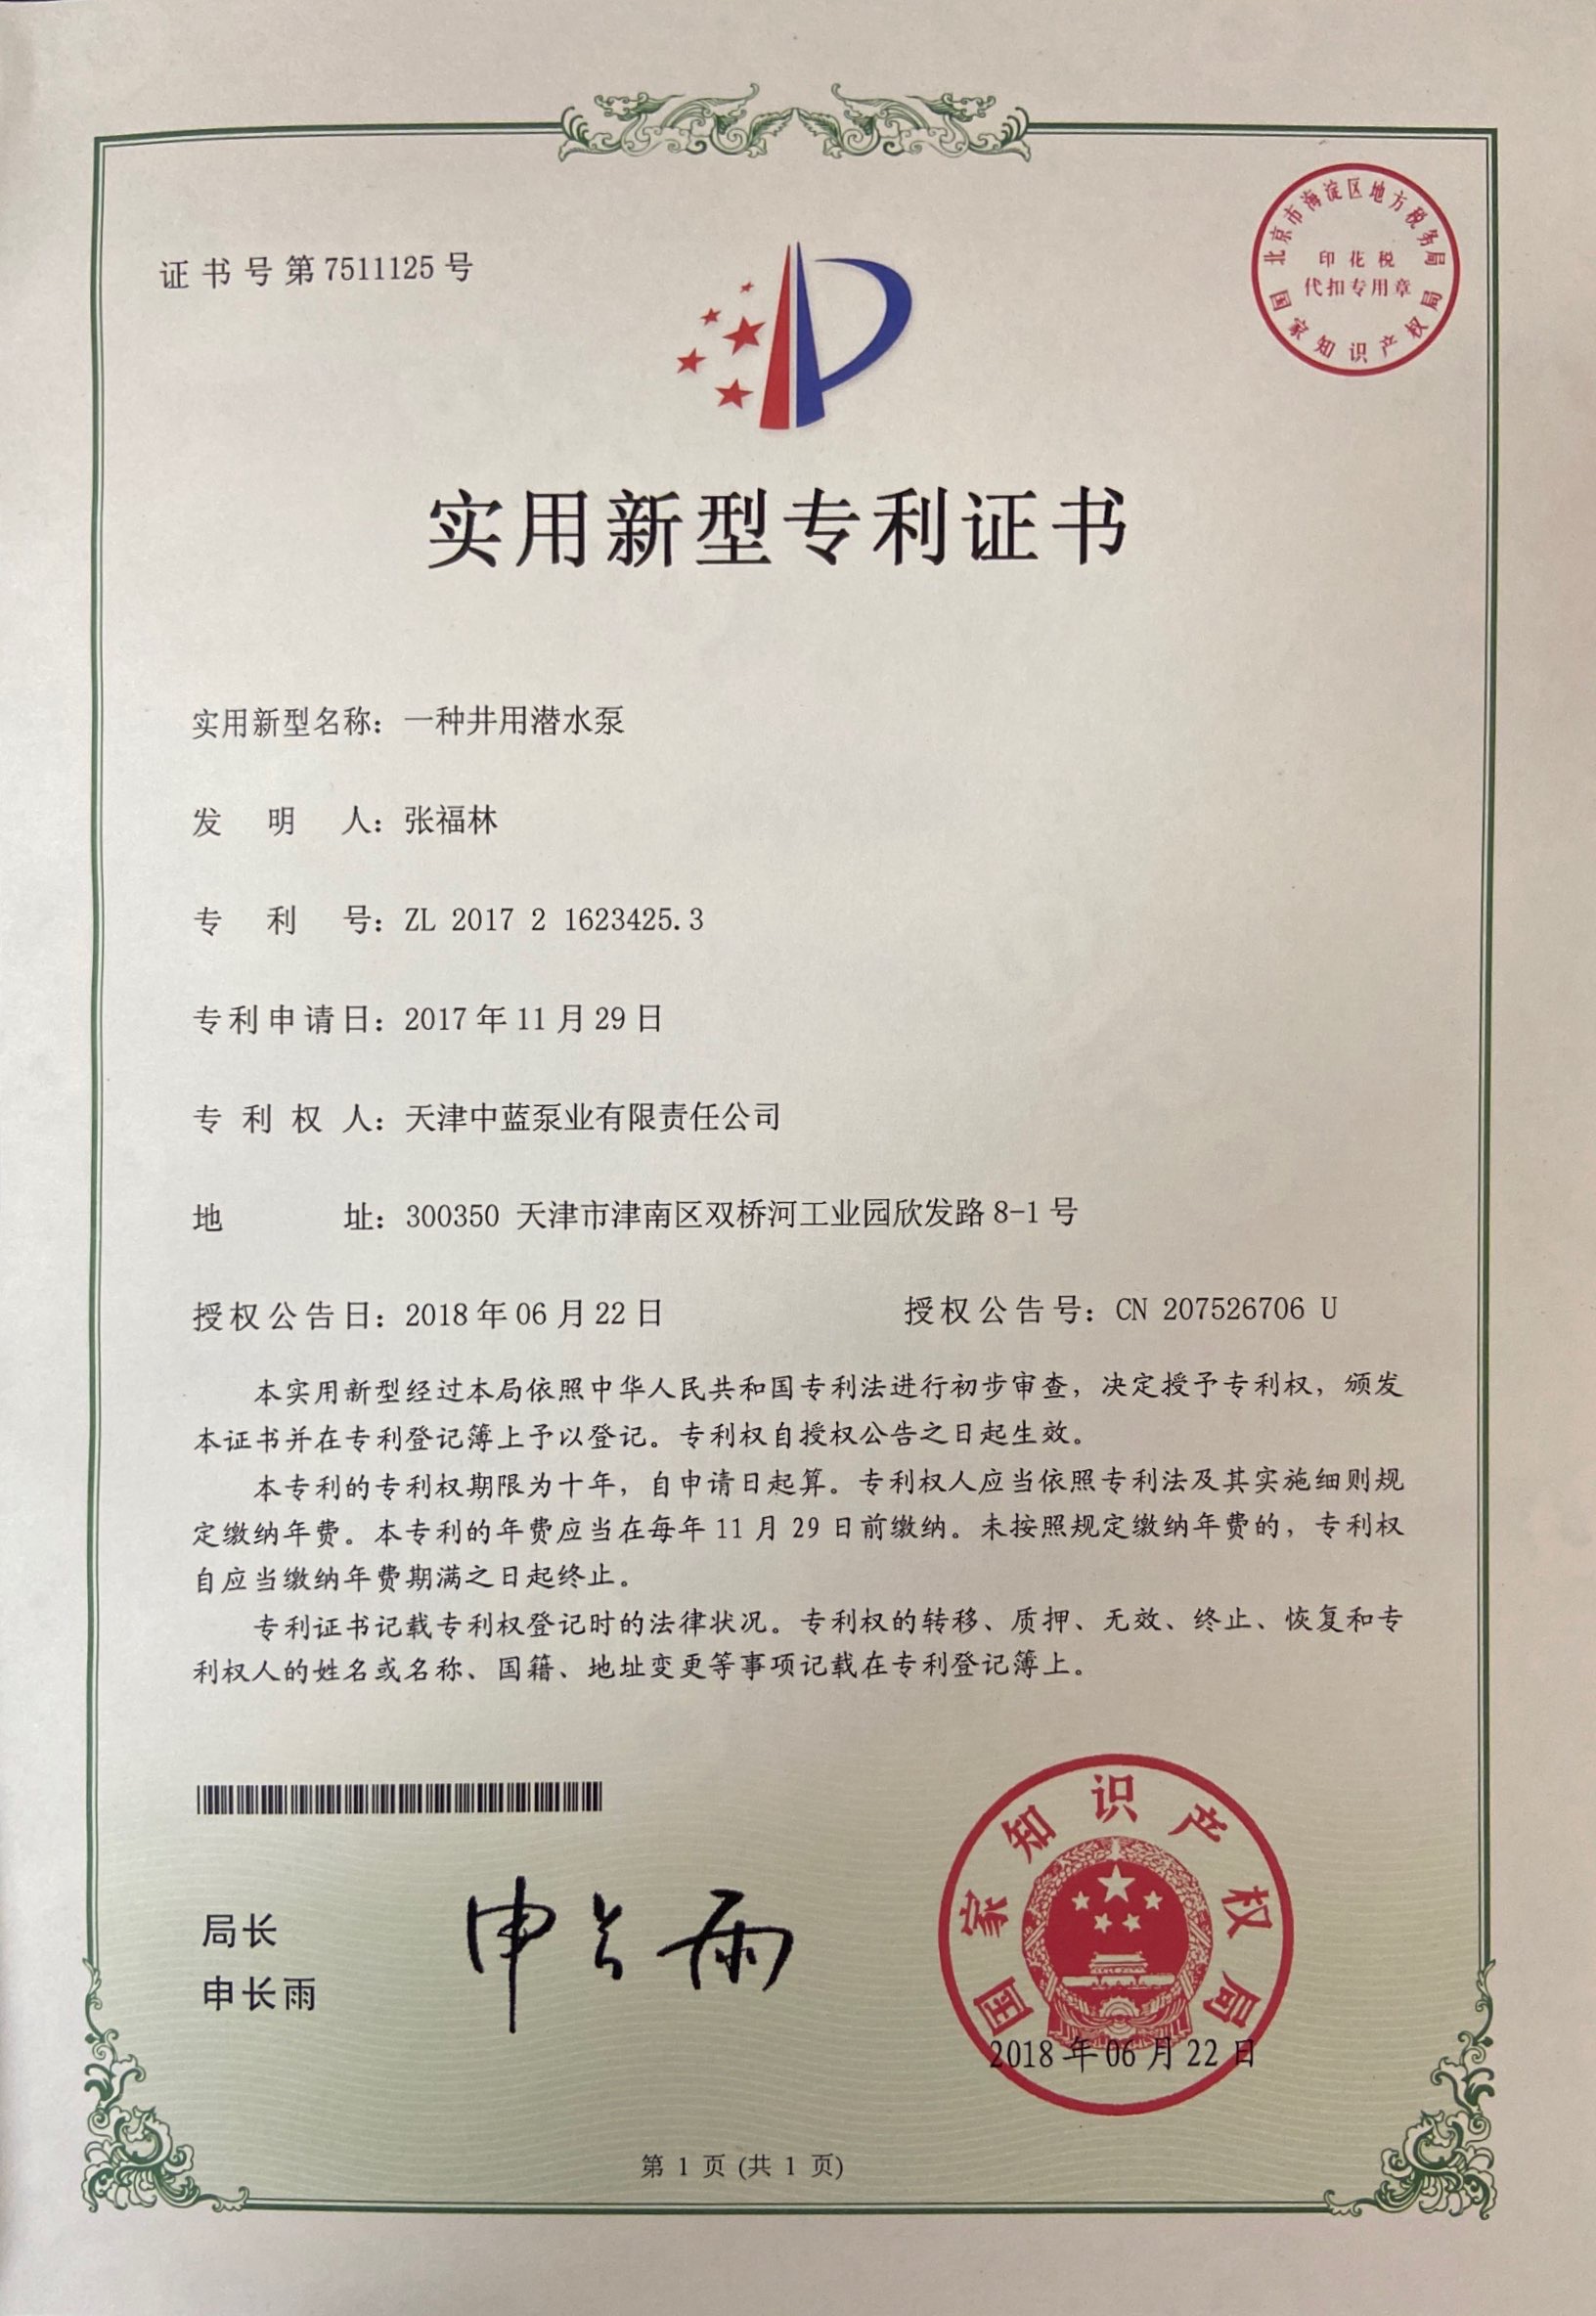 证书号第7511125号
北京市海淀区地方税务局
印花税
代扣专用章
国家知识产权局
实用新型专利证书
实用新型名称：一种井用潜水泵
发明人：张福林
专利号：ZL 2017 2 1623425.3
专利申请日：2017年11月29日
专利权人：天津中蓝泵业有限责任公司
地址：300350 天津市津南区双桥河工业园欣发路8-1号
授权公告日：2018年06月22日 授权公告号：CN 207526706 U
本实用新型经过本局依照中华人民共和国专利法进行初步审查，决定授予专利权，颁发
本证书并在专利登记簿上予以登记。专利权自授权公告之日起生效。
本专利的专利权期限为十年，自申请日起算。专利权人应当依照专利法及其实施细则规
定缴纳年费。本专利的年费应当在每年11月29日前缴纳。未按照规定缴纳年费的，专利权
自应当缴纳年费期满之日起终止。
专利证书记载专利权登记时的法律状况。专利权的转移、质押、无效、终止、恢复和专
利权人的姓名或名称、国籍、地址变更等事项记载在专利登记簿上。
局长
申长雨
申长雨
国家知识产权局
2018年06月22日
第 1 页 (共 1 页)